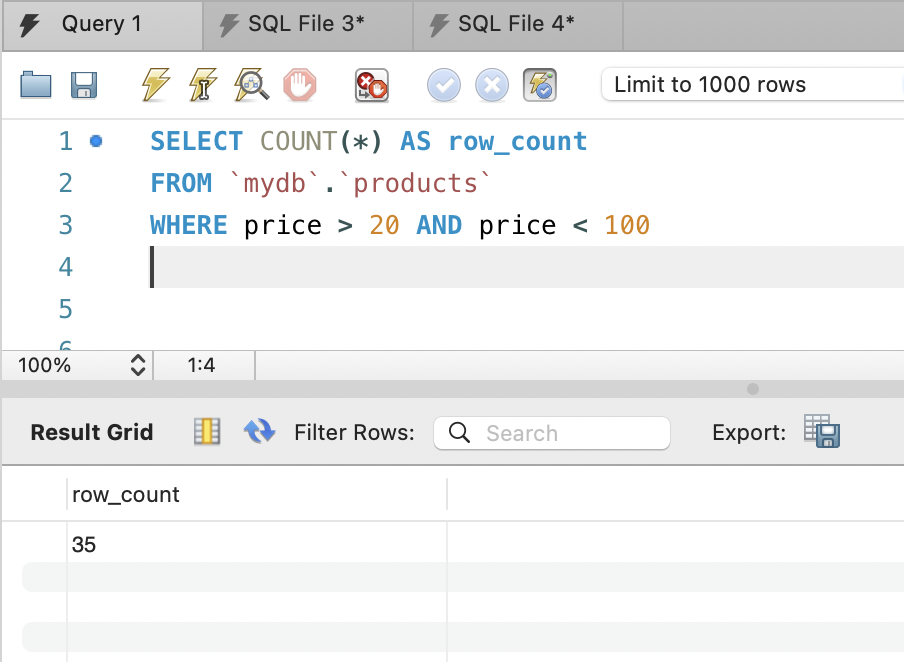 Query 1 SQL File 3* SQL File 4*
Limit to 1000 rows
1 SELECT COUNT(*) AS row_count
2 FROM `mydb`.`products`
3 WHERE price > 20 AND price < 100
4
5
6
100% 1:4
Result Grid Filter Rows: Search Export:
row_count
35